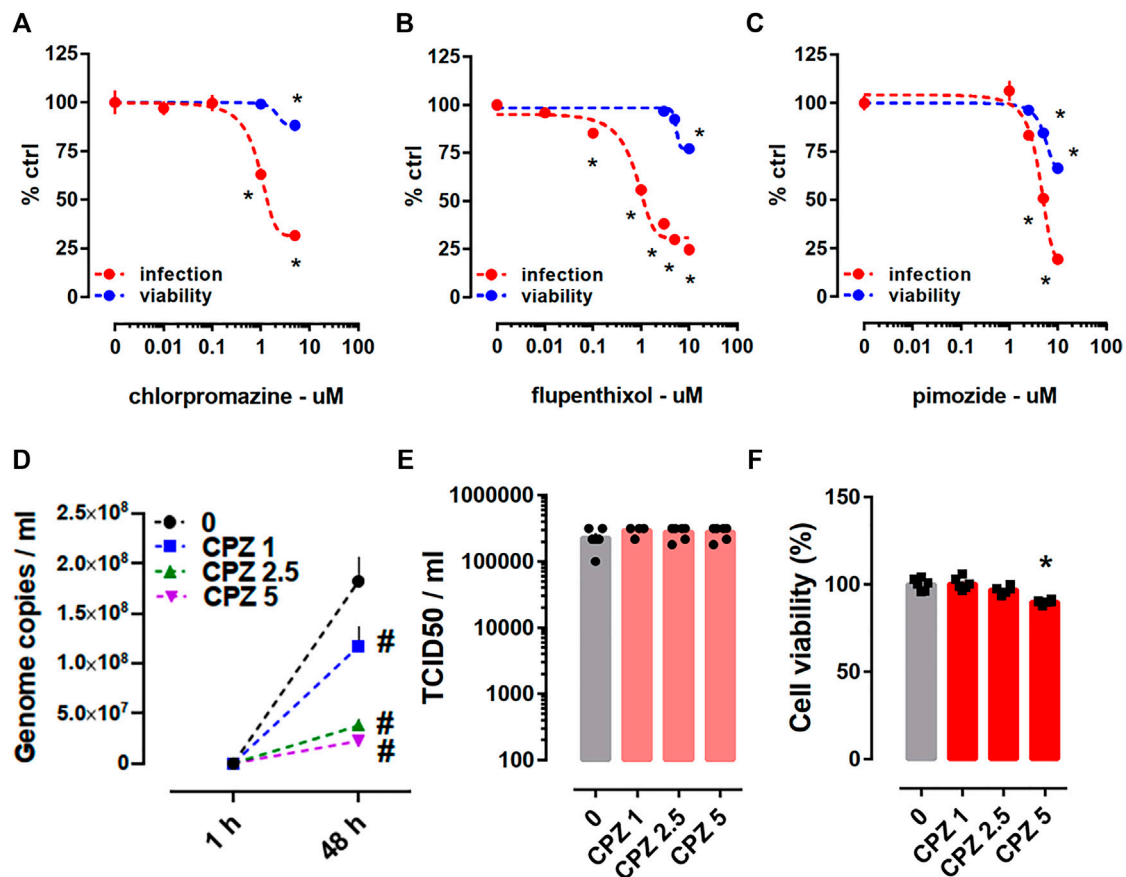 A
125
100
75
50
25
0
% ctrl
*
*
*
infection
viability
0 0.01 0.1 1 10 100
chlorpromazine - uM
B
125
100
75
50
25
0
% ctrl
*
*
*
*
*
*
infection
viability
0 0.01 0.1 1 10 100
flupenthixol - uM
C
125
100
75
50
25
0
% ctrl
*
*
*
*
infection
viability
0 0.01 0.1 1 10 100
pimozide - uM
D
2.5×10⁸
2.0×10⁸
1.5×10⁸
1.0×10⁸
5.0×10⁷
0
Genome copies / ml
0
CPZ 1
CPZ 2.5
CPZ 5
#
#
#
1 h
48 h
E
1000000
100000
10000
1000
100
TCID50 / ml
0
CPZ 1
CPZ 2.5
CPZ 5
F
150
100
50
0
Cell viability (%)
*
0
CPZ 1
CPZ 2.5
CPZ 5